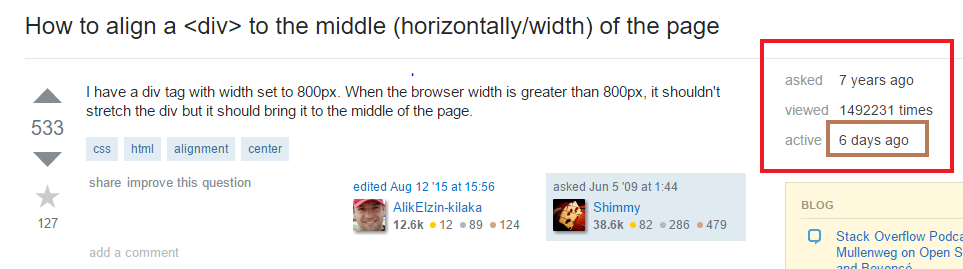 How to align a <div> to the middle (horizontally/width) of the page
533
127
I have a div tag with width set to 800px. When the browser width is greater than 800px, it shouldn't
stretch the div but it should bring it to the middle of the page.
css html alignment center
share improve this question
edited Aug 12 '15 at 15:56
AlikElzin-kilaka
12.6k 12 89 124
asked Jun 5 '09 at 1:44
Shimmy
38.6k 82 286 479
add a comment
asked 7 years ago
viewed 1492231 times
active 6 days ago
BLOG
Stack Overflow Podca
Mullenweg on Open S
and Beyoncé